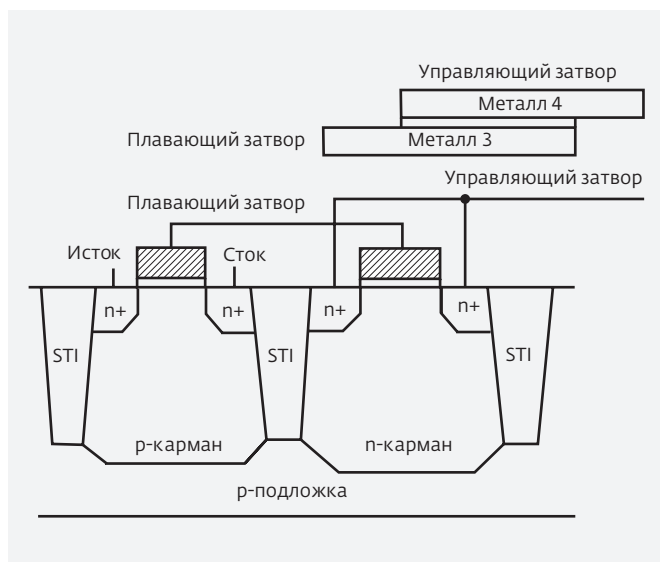 Управляющий затвор
Металл 4
Плавающий затвор
Металл 3
Управляющий затвор
Плавающий затвор
Исток
Сток
n+
n+
n+
n+
STI
STI
STI
p-карман
n-карман
p-подложка